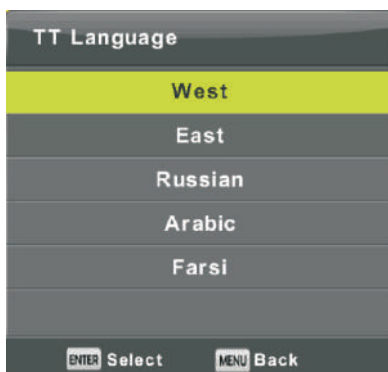 TT Language
West
East
Russian
Arabic
Farsi
ENTER Select MENU Back